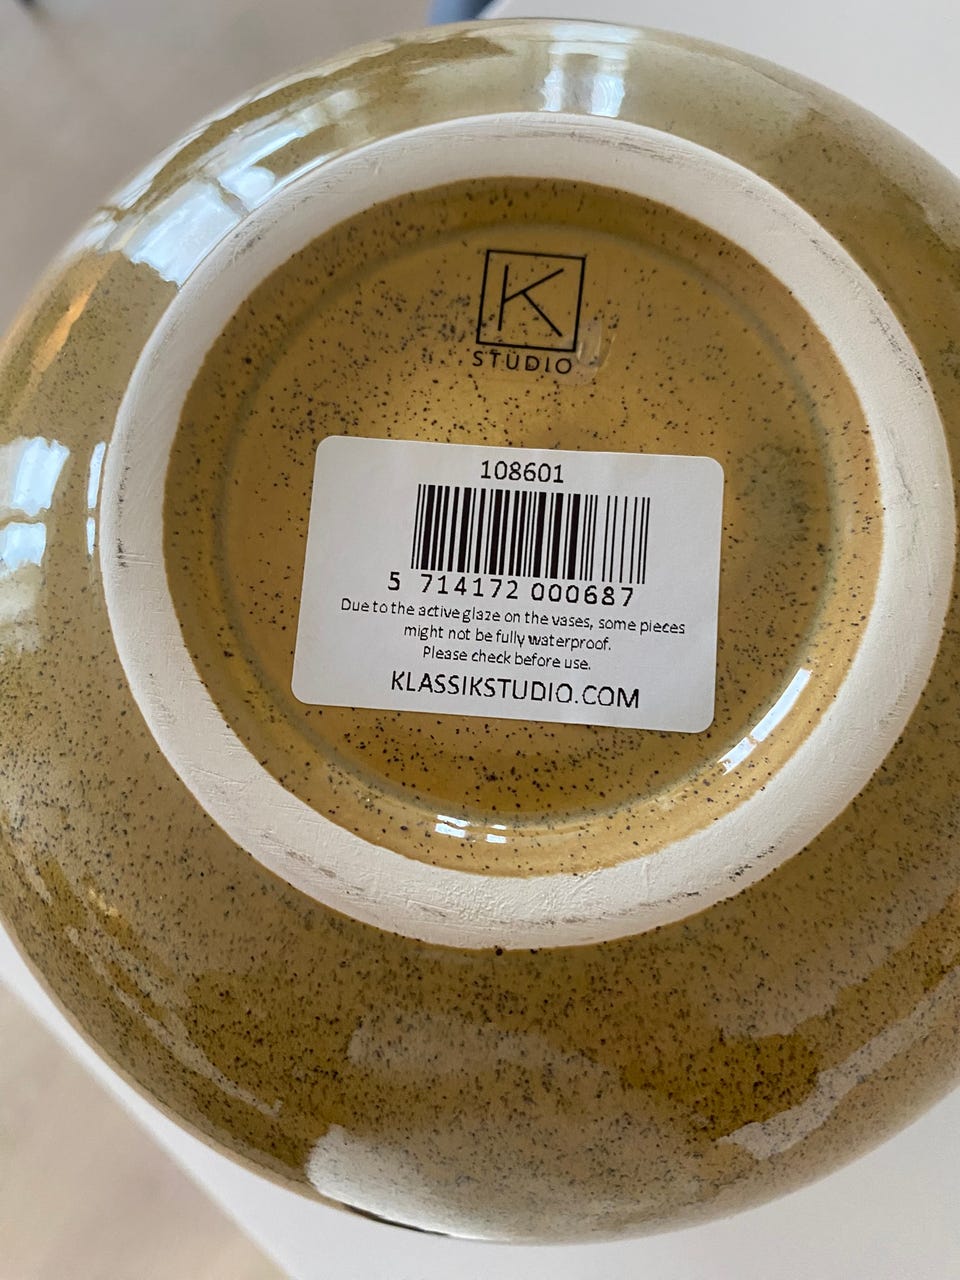 K
STUDIO
108601
5 714172 000687
Due to the active glaze on the vases, some pieces
might not be fully waterproof.
Please check before use.
KLASSIKSTUDIO.COM